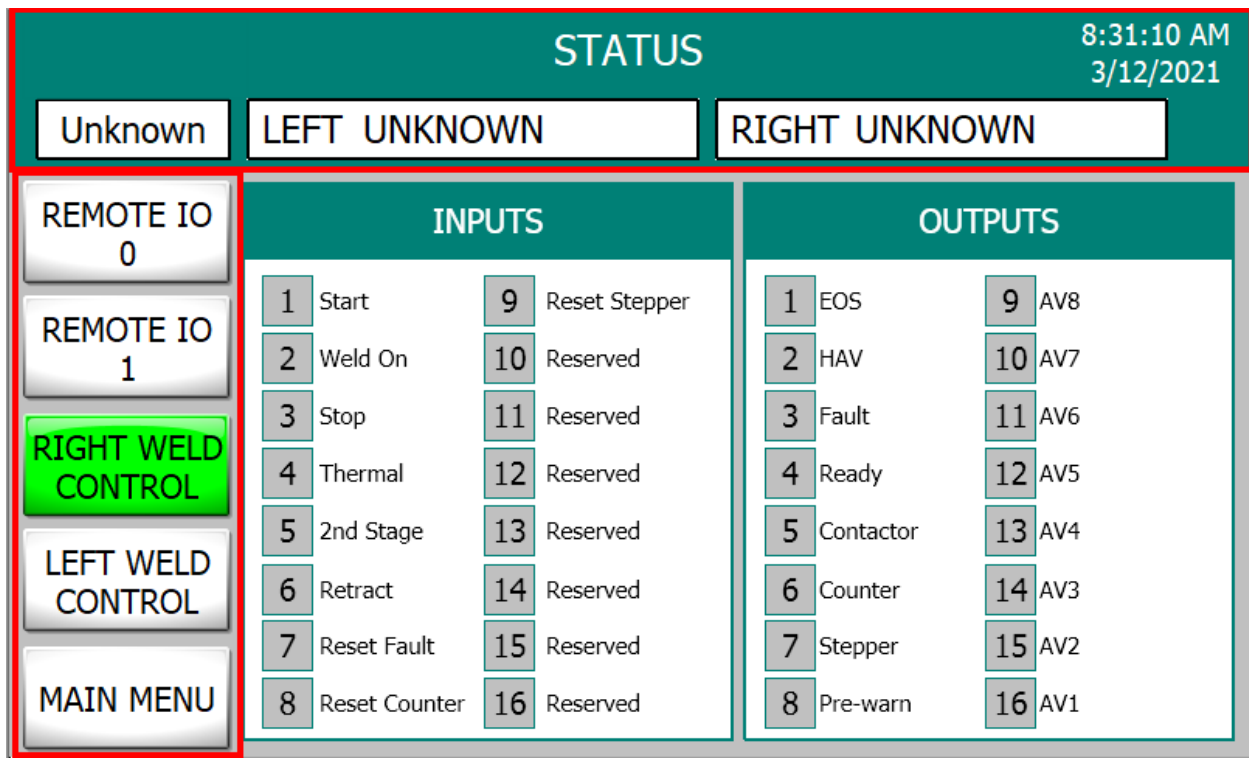 STATUS
8:31:10 AM
3/12/2021
Unknown
LEFT UNKNOWN
RIGHT UNKNOWN
REMOTE IO
0
REMOTE IO
1
RIGHT WELD
CONTROL
LEFT WELD
CONTROL
MAIN MENU
INPUTS
1 Start
2 Weld On
3 Stop
4 Thermal
5 2nd Stage
6 Retract
7 Reset Fault
8 Reset Counter
9 Reset Stepper
10 Reserved
11 Reserved
12 Reserved
13 Reserved
14 Reserved
15 Reserved
16 Reserved
OUTPUTS
1 EOS
2 HAV
3 Fault
4 Ready
5 Contactor
6 Counter
7 Stepper
8 Pre-warn
9 AV8
10 AV7
11 AV6
12 AV5
13 AV4
14 AV3
15 AV2
16 AV1